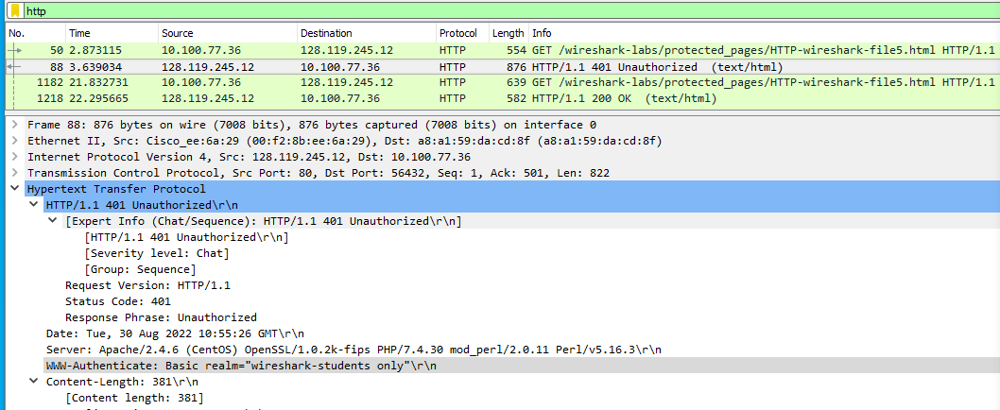 http
No. Time Source Destination Protocol Length Info
50 2.873115 10.100.77.36 128.119.245.12 HTTP 554 GET /wireshark-labs/protected_pages/HTTP-wireshark-file5.html HTTP/1.1
88 3.639034 128.119.245.12 10.100.77.36 HTTP 876 HTTP/1.1 401 Unauthorized (text/html)
1182 21.832731 10.100.77.36 128.119.245.12 HTTP 639 GET /wireshark-labs/protected_pages/HTTP-wireshark-file5.html HTTP/1.1
1218 22.295665 128.119.245.12 10.100.77.36 HTTP 582 HTTP/1.1 200 OK (text/html)
Frame 88: 876 bytes on wire (7008 bits), 876 bytes captured (7008 bits) on interface 0
Ethernet II, Src: Cisco_ee:6a:29 (00:f2:8b:ee:6a:29), Dst: a8:a1:59:da:cd:8f (a8:a1:59:da:cd:8f)
Internet Protocol Version 4, Src: 128.119.245.12, Dst: 10.100.77.36
Transmission Control Protocol, Src Port: 80, Dst Port: 56432, Seq: 1, Ack: 501, Len: 822
Hypertext Transfer Protocol
HTTP/1.1 401 Unauthorized\r\n
[Expert Info (Chat/Sequence): HTTP/1.1 401 Unauthorized\r\n]
[HTTP/1.1 401 Unauthorized\r\n]
[Severity level: Chat]
[Group: Sequence]
Request Version: HTTP/1.1
Status Code: 401
Response Phrase: Unauthorized
Date: Tue, 30 Aug 2022 10:55:26 GMT\r\n
Server: Apache/2.4.6 (CentOS) OpenSSL/1.0.2k-fips PHP/7.4.30 mod_perl/2.0.11 Perl/v5.16.3\r\n
WWW-Authenticate: Basic realm="wireshark-students only"\r\n
Content-Length: 381\r\n
[Content length: 381]